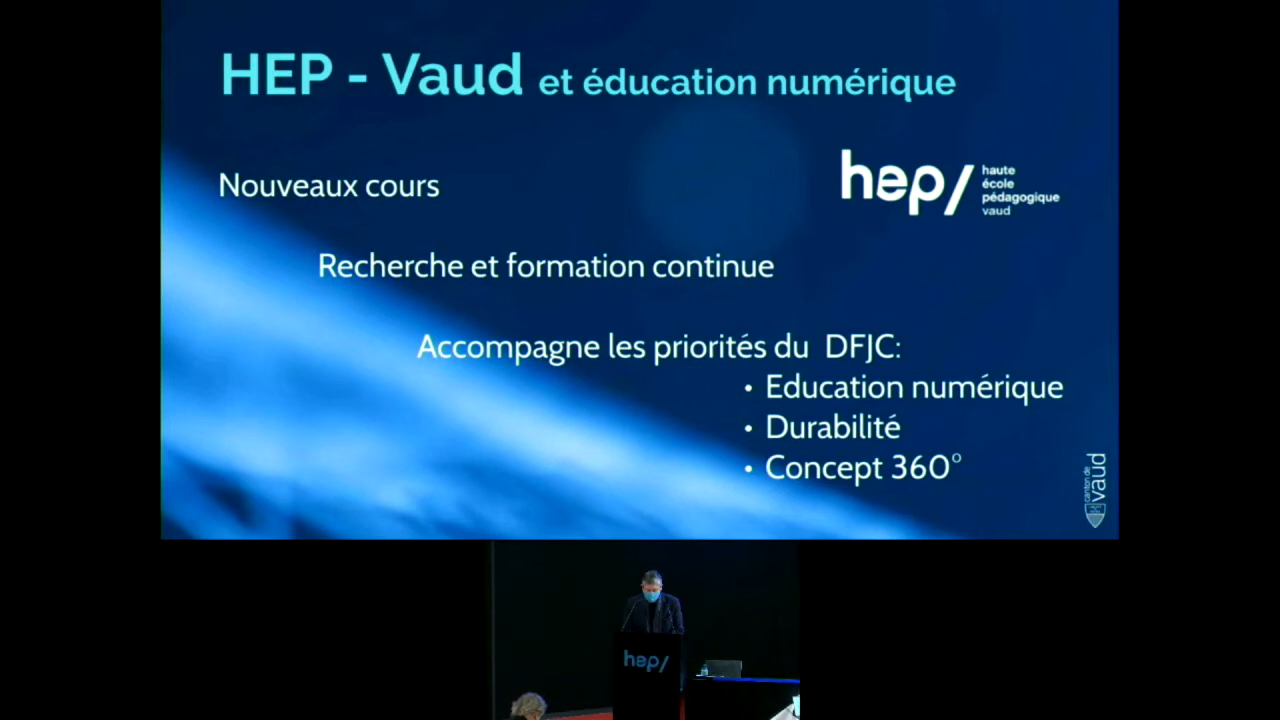 HEP - Vaud et éducation numérique
Nouveaux cours
hep/
haute
école
pédagogique
vaud
Recherche et formation continue
Accompagne les priorités du DFJC:
• Education numérique
• Durabilité
• Concept 360°
canton de
vaud
hep/